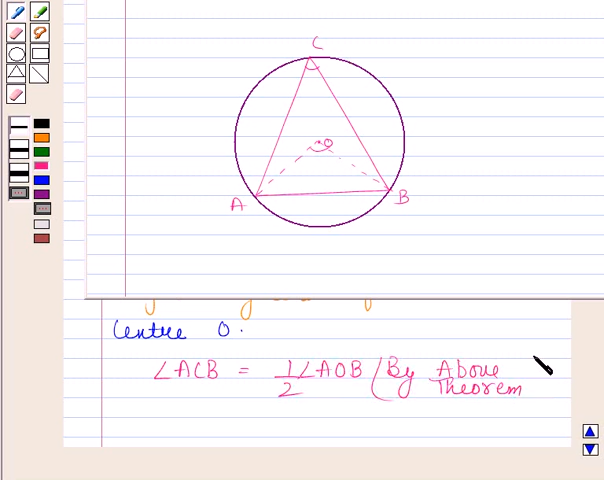 C
O
A
B
Centre O.
∠ACB = 1/2 ∠AOB (By Above
Theorem